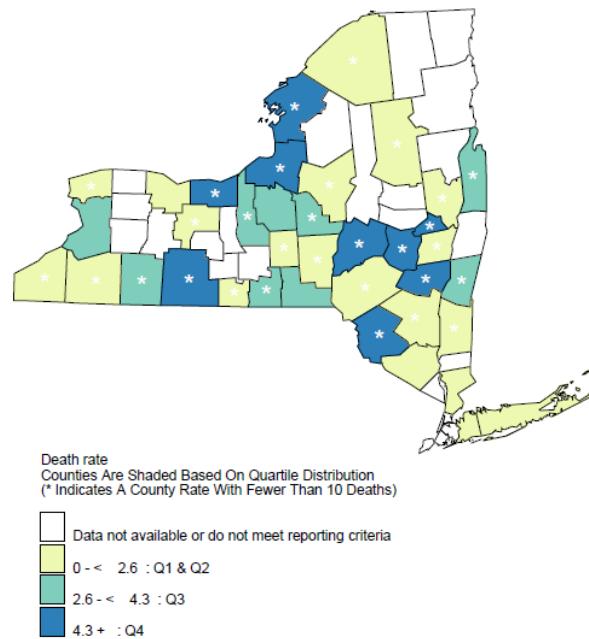 Death rate
Counties Are Shaded Based On Quartile Distribution
(* Indicates A County Rate With Fewer Than 10 Deaths)
Data not available or do not meet reporting criteria
0 - < 2.6 : Q1 & Q2
2.6 - < 4.3 : Q3
4.3 + : Q4